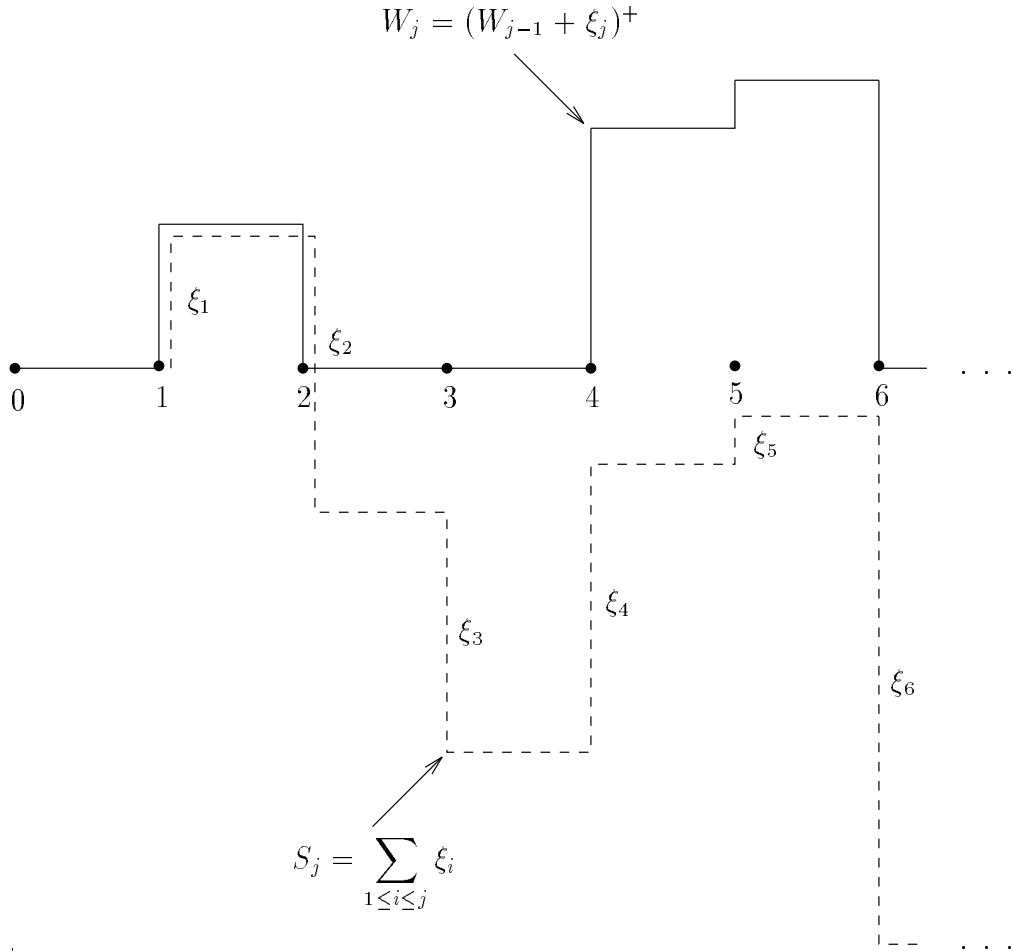 W_j = (W_{j−1} + ξ_j)^+
ξ_1
ξ_2
0 1 2 3 4 5 6 . . .
ξ_5
ξ_4
ξ_3
ξ_6
S_j = ∑_{1≤i≤j} ξ_i
. . .